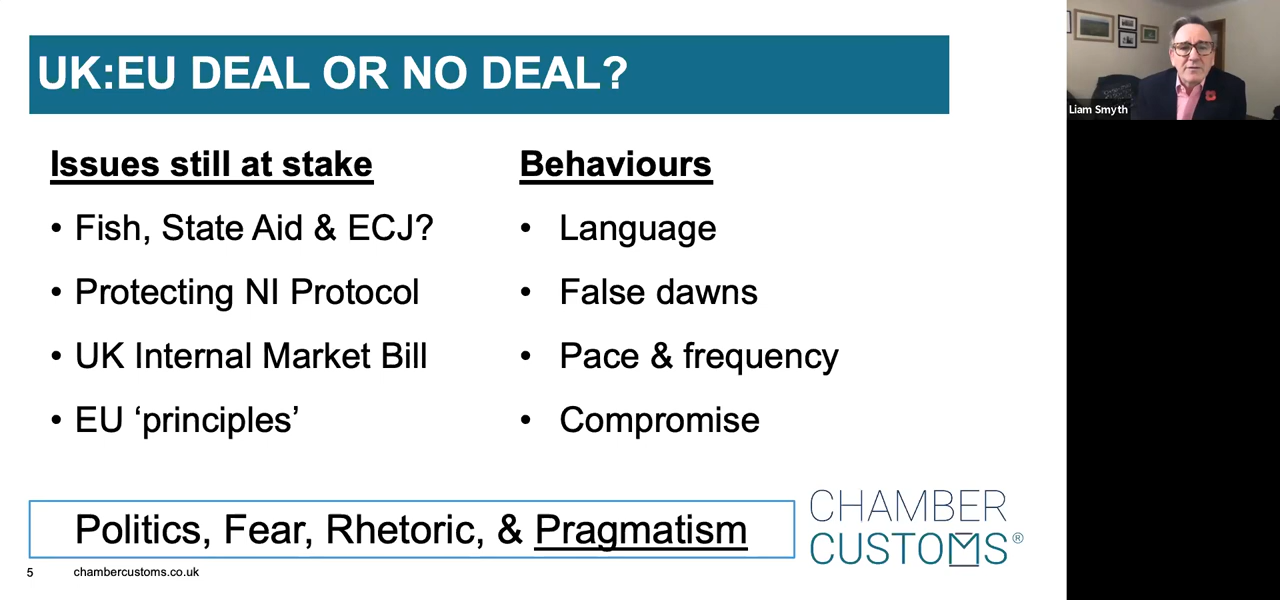 UK:EU DEAL OR NO DEAL?
Issues still at stake
• Fish, State Aid & ECJ?
• Protecting NI Protocol
• UK Internal Market Bill
• EU ‘principles’
Behaviours
• Language
• False dawns
• Pace & frequency
• Compromise
Politics, Fear, Rhetoric, & Pragmatism
CHAMBER
CUSTOMS®
5 chambercustoms.co.uk
Liam Smyth